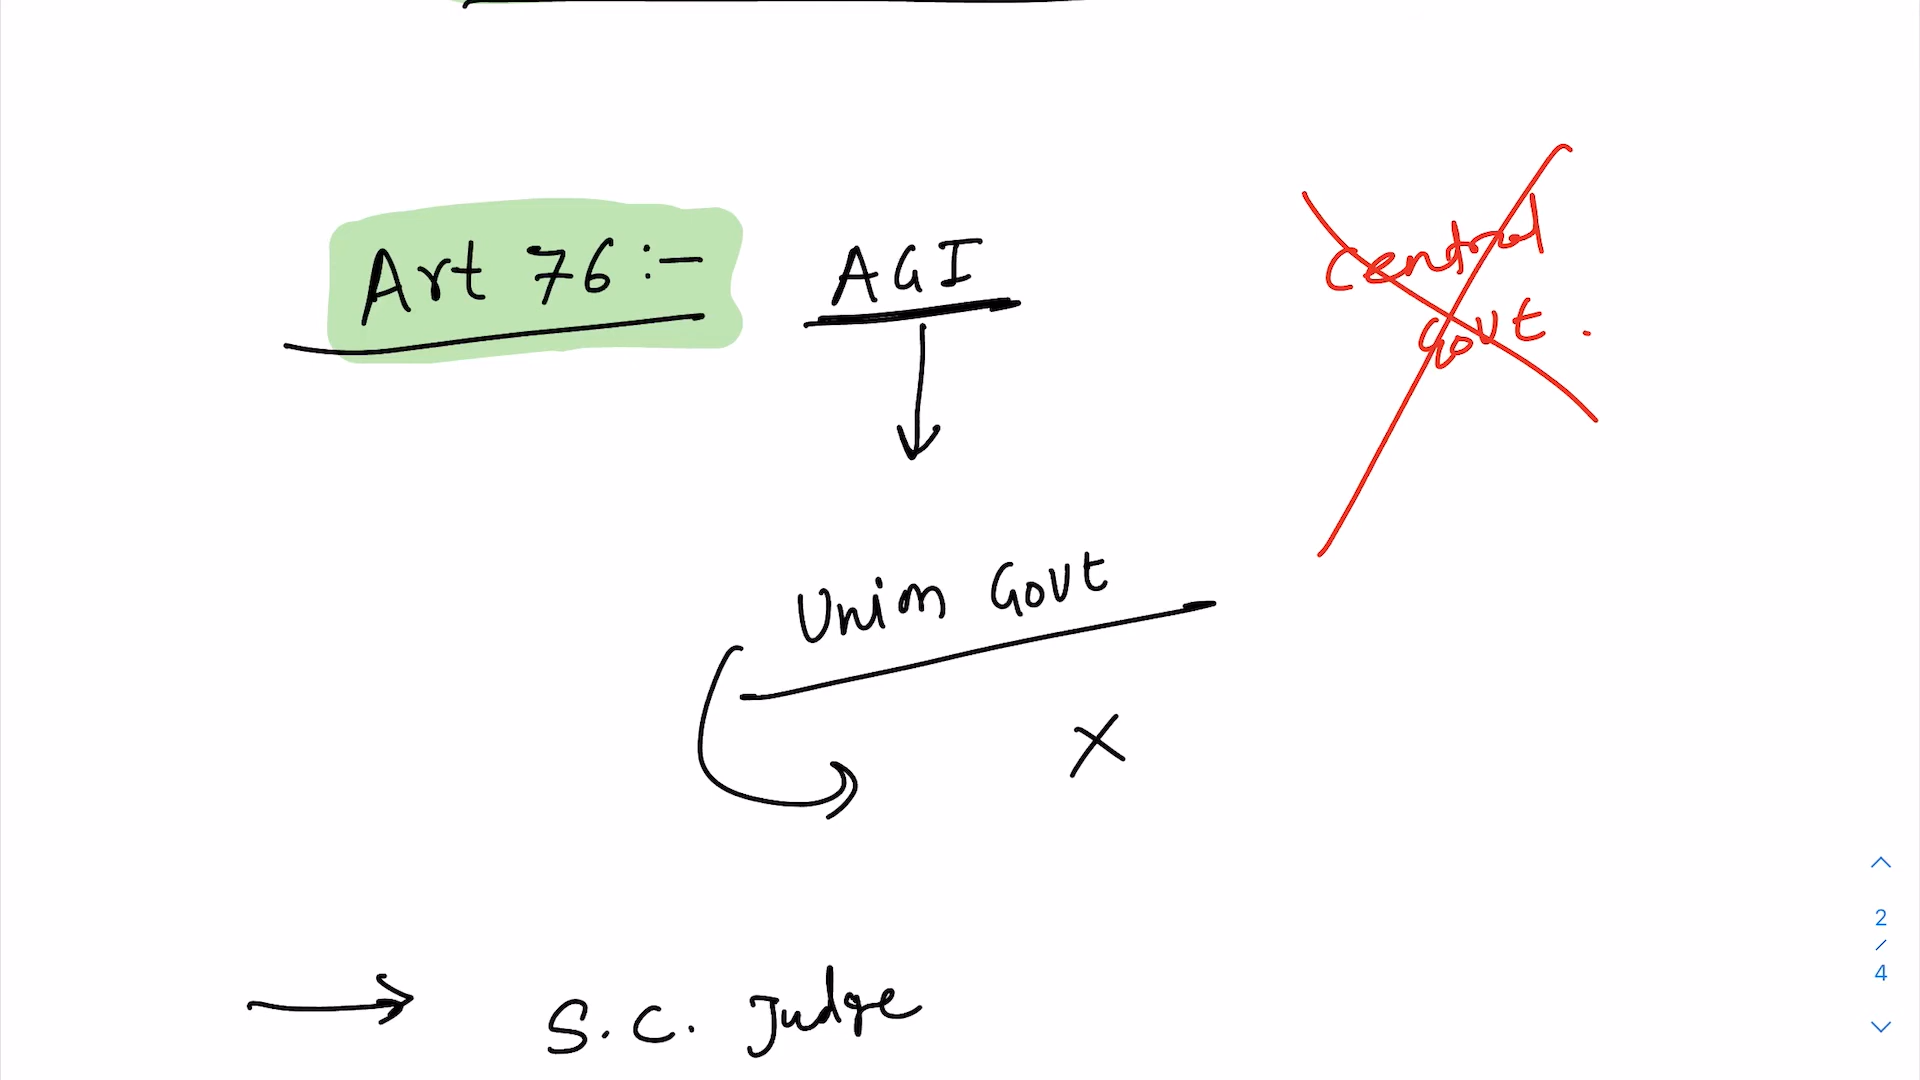 Art 76 :- AGI
Central
Govt.
Union Govt
X
S.C. Judge
2
/
4